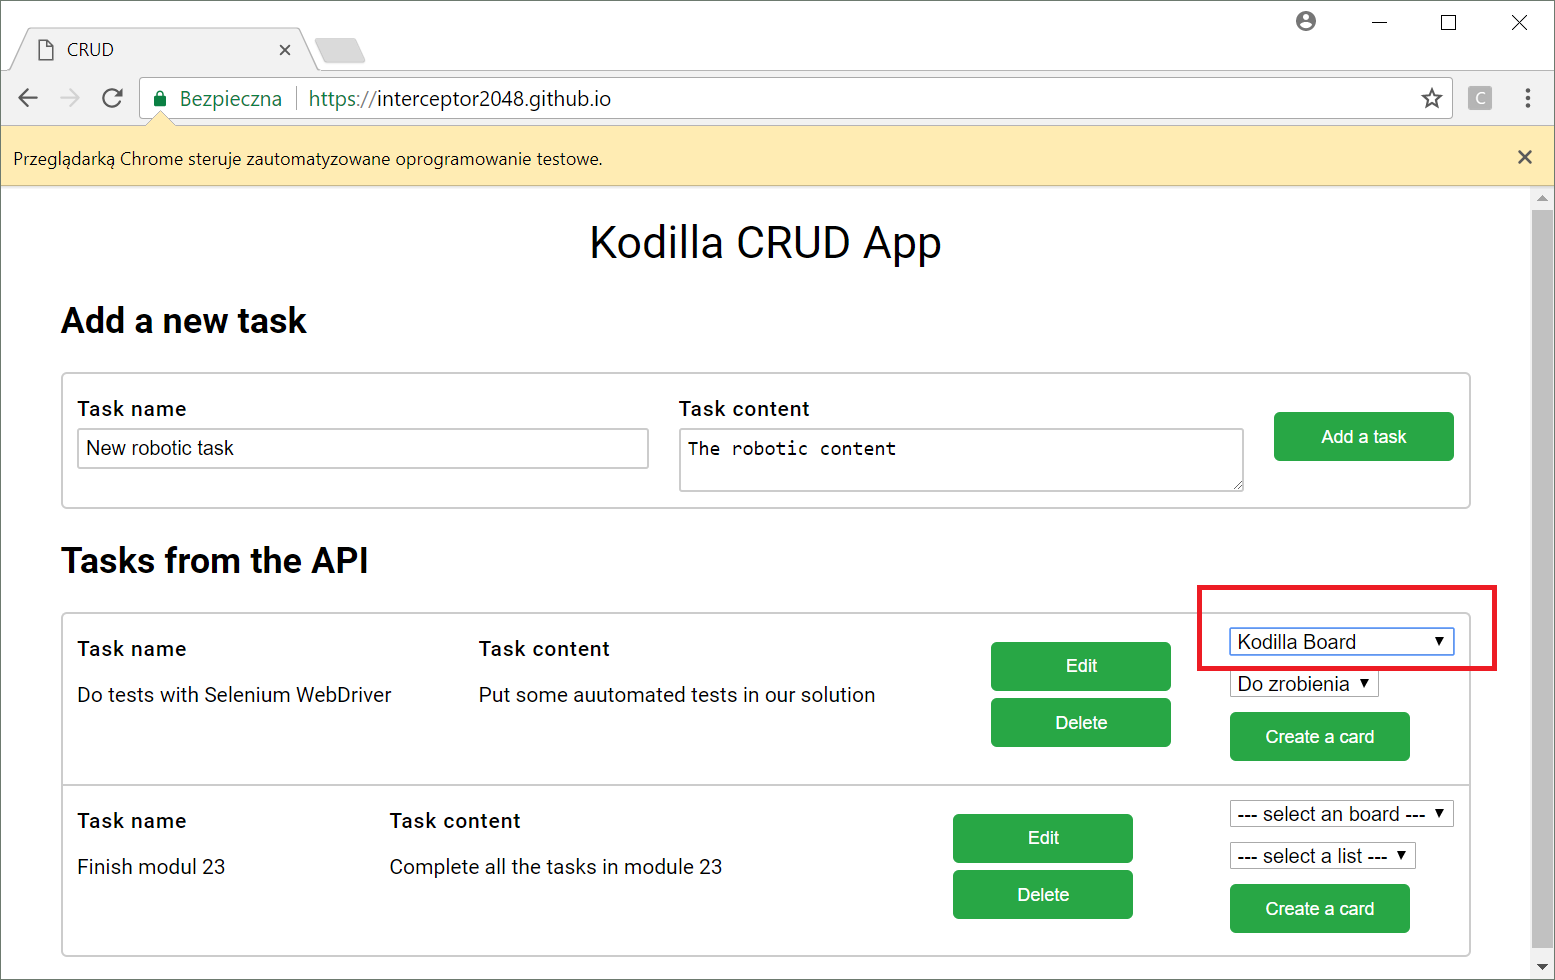 CRUD
Bezpieczna
https://interceptor2048.github.io
C
Przeglądarką Chrome steruje zautomatyzowane oprogramowanie testowe.
Kodilla CRUD App
Add a new task
Task name
Task content
New robotic task
The robotic content
Add a task
Tasks from the API
Task name
Task content
Do tests with Selenium WebDriver
Put some auutomated tests in our solution
Edit
Delete
Kodilla Board
Do zrobienia
Create a card
Task name
Task content
Finish modul 23
Complete all the tasks in module 23
Edit
Delete
--- select an board ---
--- select a list ---
Create a card